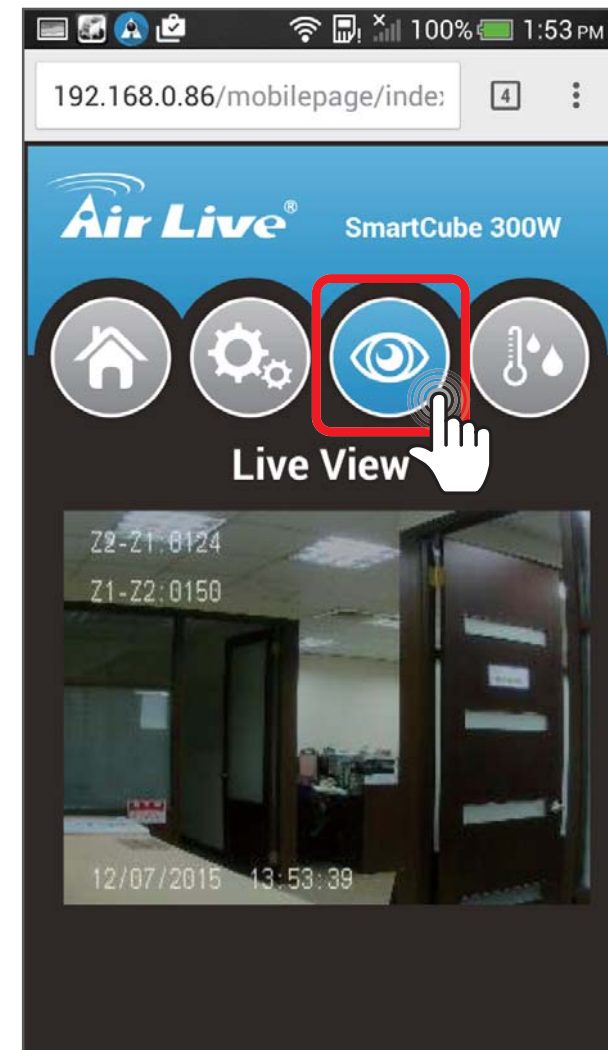 100% 1:53 PM
192.168.0.86/mobilepage/inde
4
Air Live® SmartCube 300W
Live View
Z2-Z1:0124
Z1-Z2:0150
12/07/2015 13:53:39